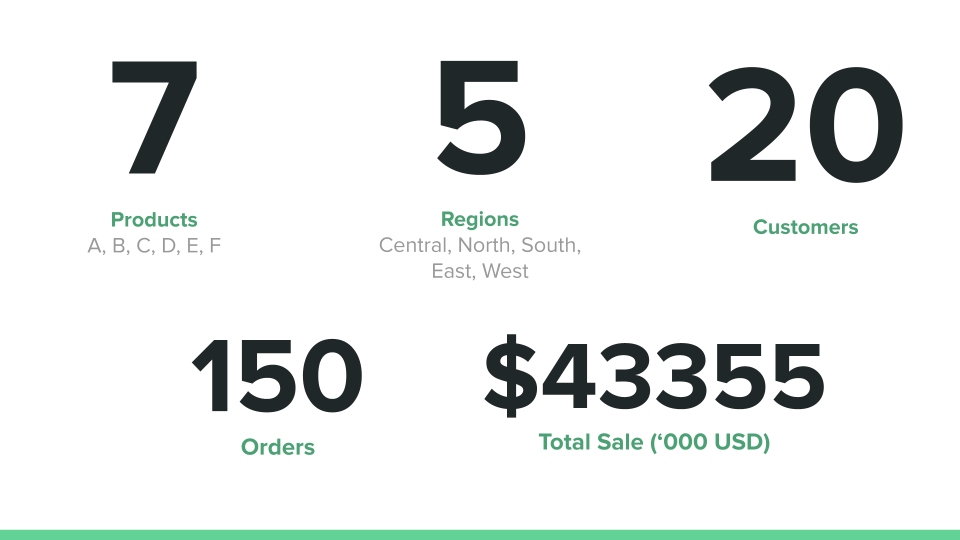 7
Products
A, B, C, D, E, F
5
Regions
Central, North, South,
East, West
20
Customers
150
Orders
$43355
Total Sale (‘000 USD)